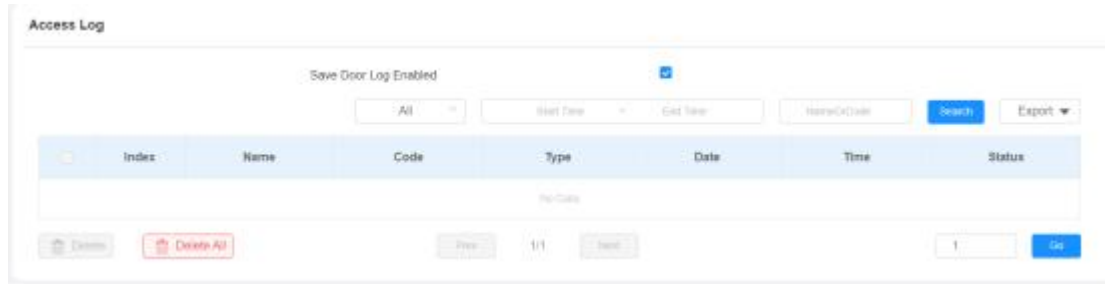 Access Log
Save Door Log Enabled
All Start Time - End Time Name/Code Search Export
Index Name Code Type Date Time Status
No Data
Delete Delete All Prev 1/1 Next 1 Go